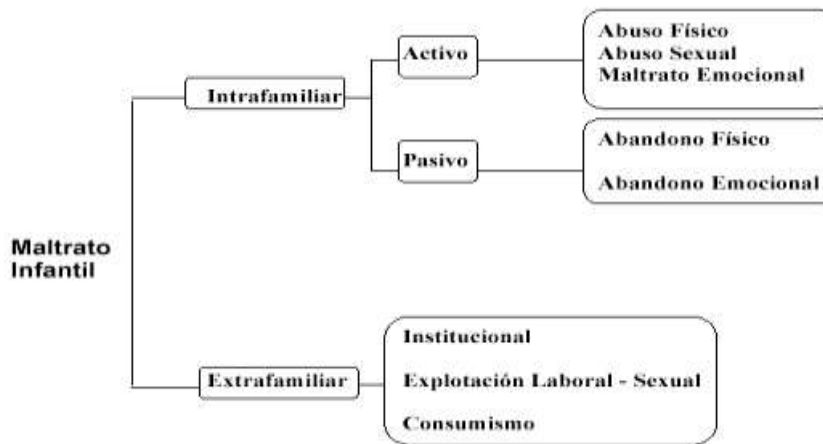 Maltrato
Infantil
Intrafamiliar
Activo
Abuso Físico
Abuso Sexual
Maltrato Emocional
Pasivo
Abandono Físico
Abandono Emocional
Extrafamiliar
Institucional
Explotación Laboral - Sexual
Consumismo